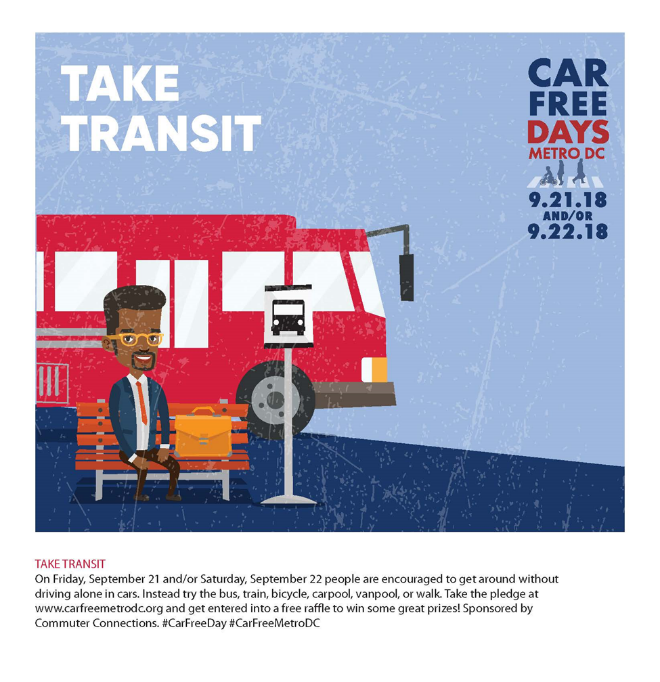 TAKE
TRANSIT
CAR
FREE
DAYS
METRO DC
9.21.18
AND/OR
9.22.18
TAKE TRANSIT
On Friday, September 21 and/or Saturday, September 22 people are encouraged to get around without
driving alone in cars. Instead try the bus, train, bicycle, carpool, vanpool, or walk. Take the pledge at
www.carfreemetrodc.org and get entered into a free raffle to win some great prizes! Sponsored by
Commuter Connections. #CarFreeDay #CarFreeMetroDC